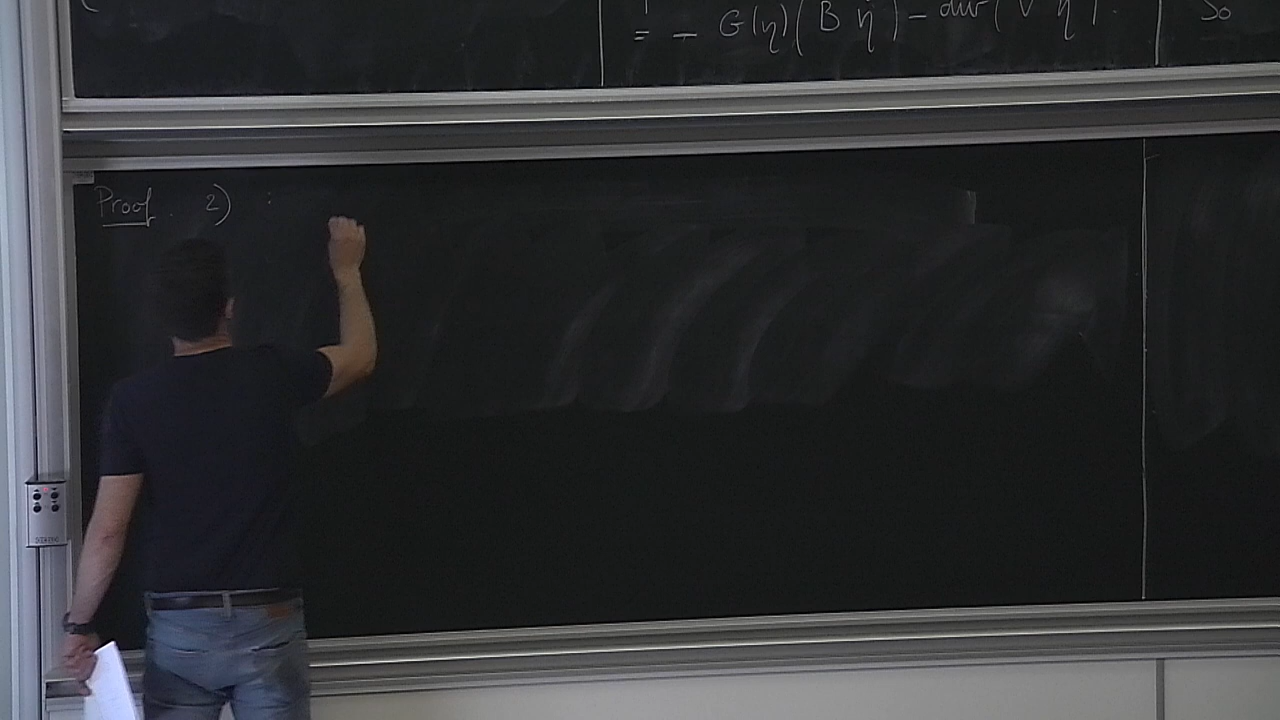 = - G(η)(B η̇) - div(V η̇).
So
Proof. 2) :